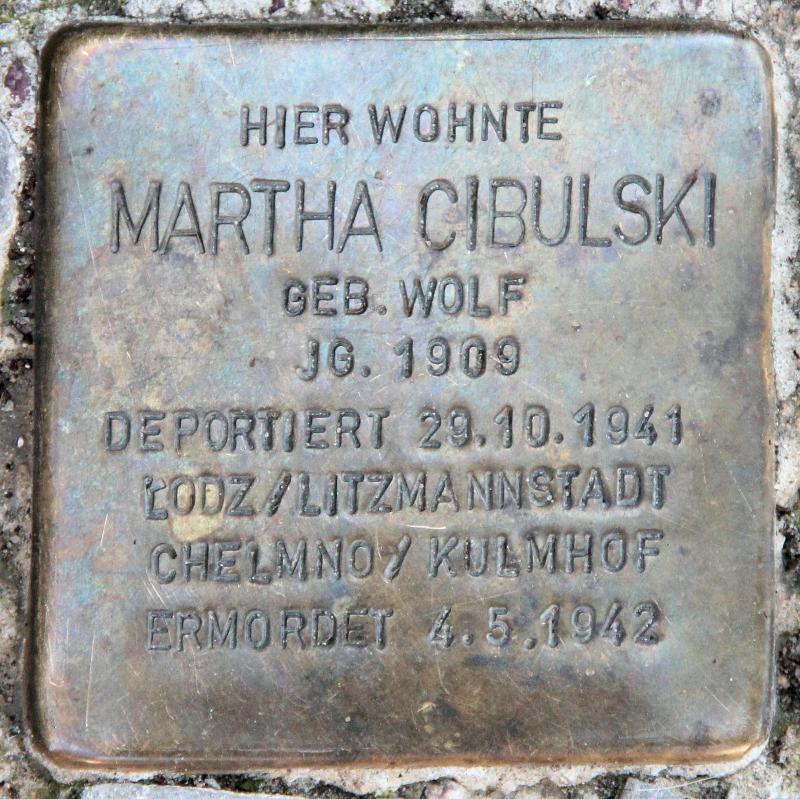 HIER WOHNTE
MARTHA CIBULSKI
GEB. WOLF
JG. 1909
DEPORTIERT 29.10.1941
ŁODZ/LITZMANNSTADT
CHELMNO/KULMHOF
ERMORDET 4.5.1942